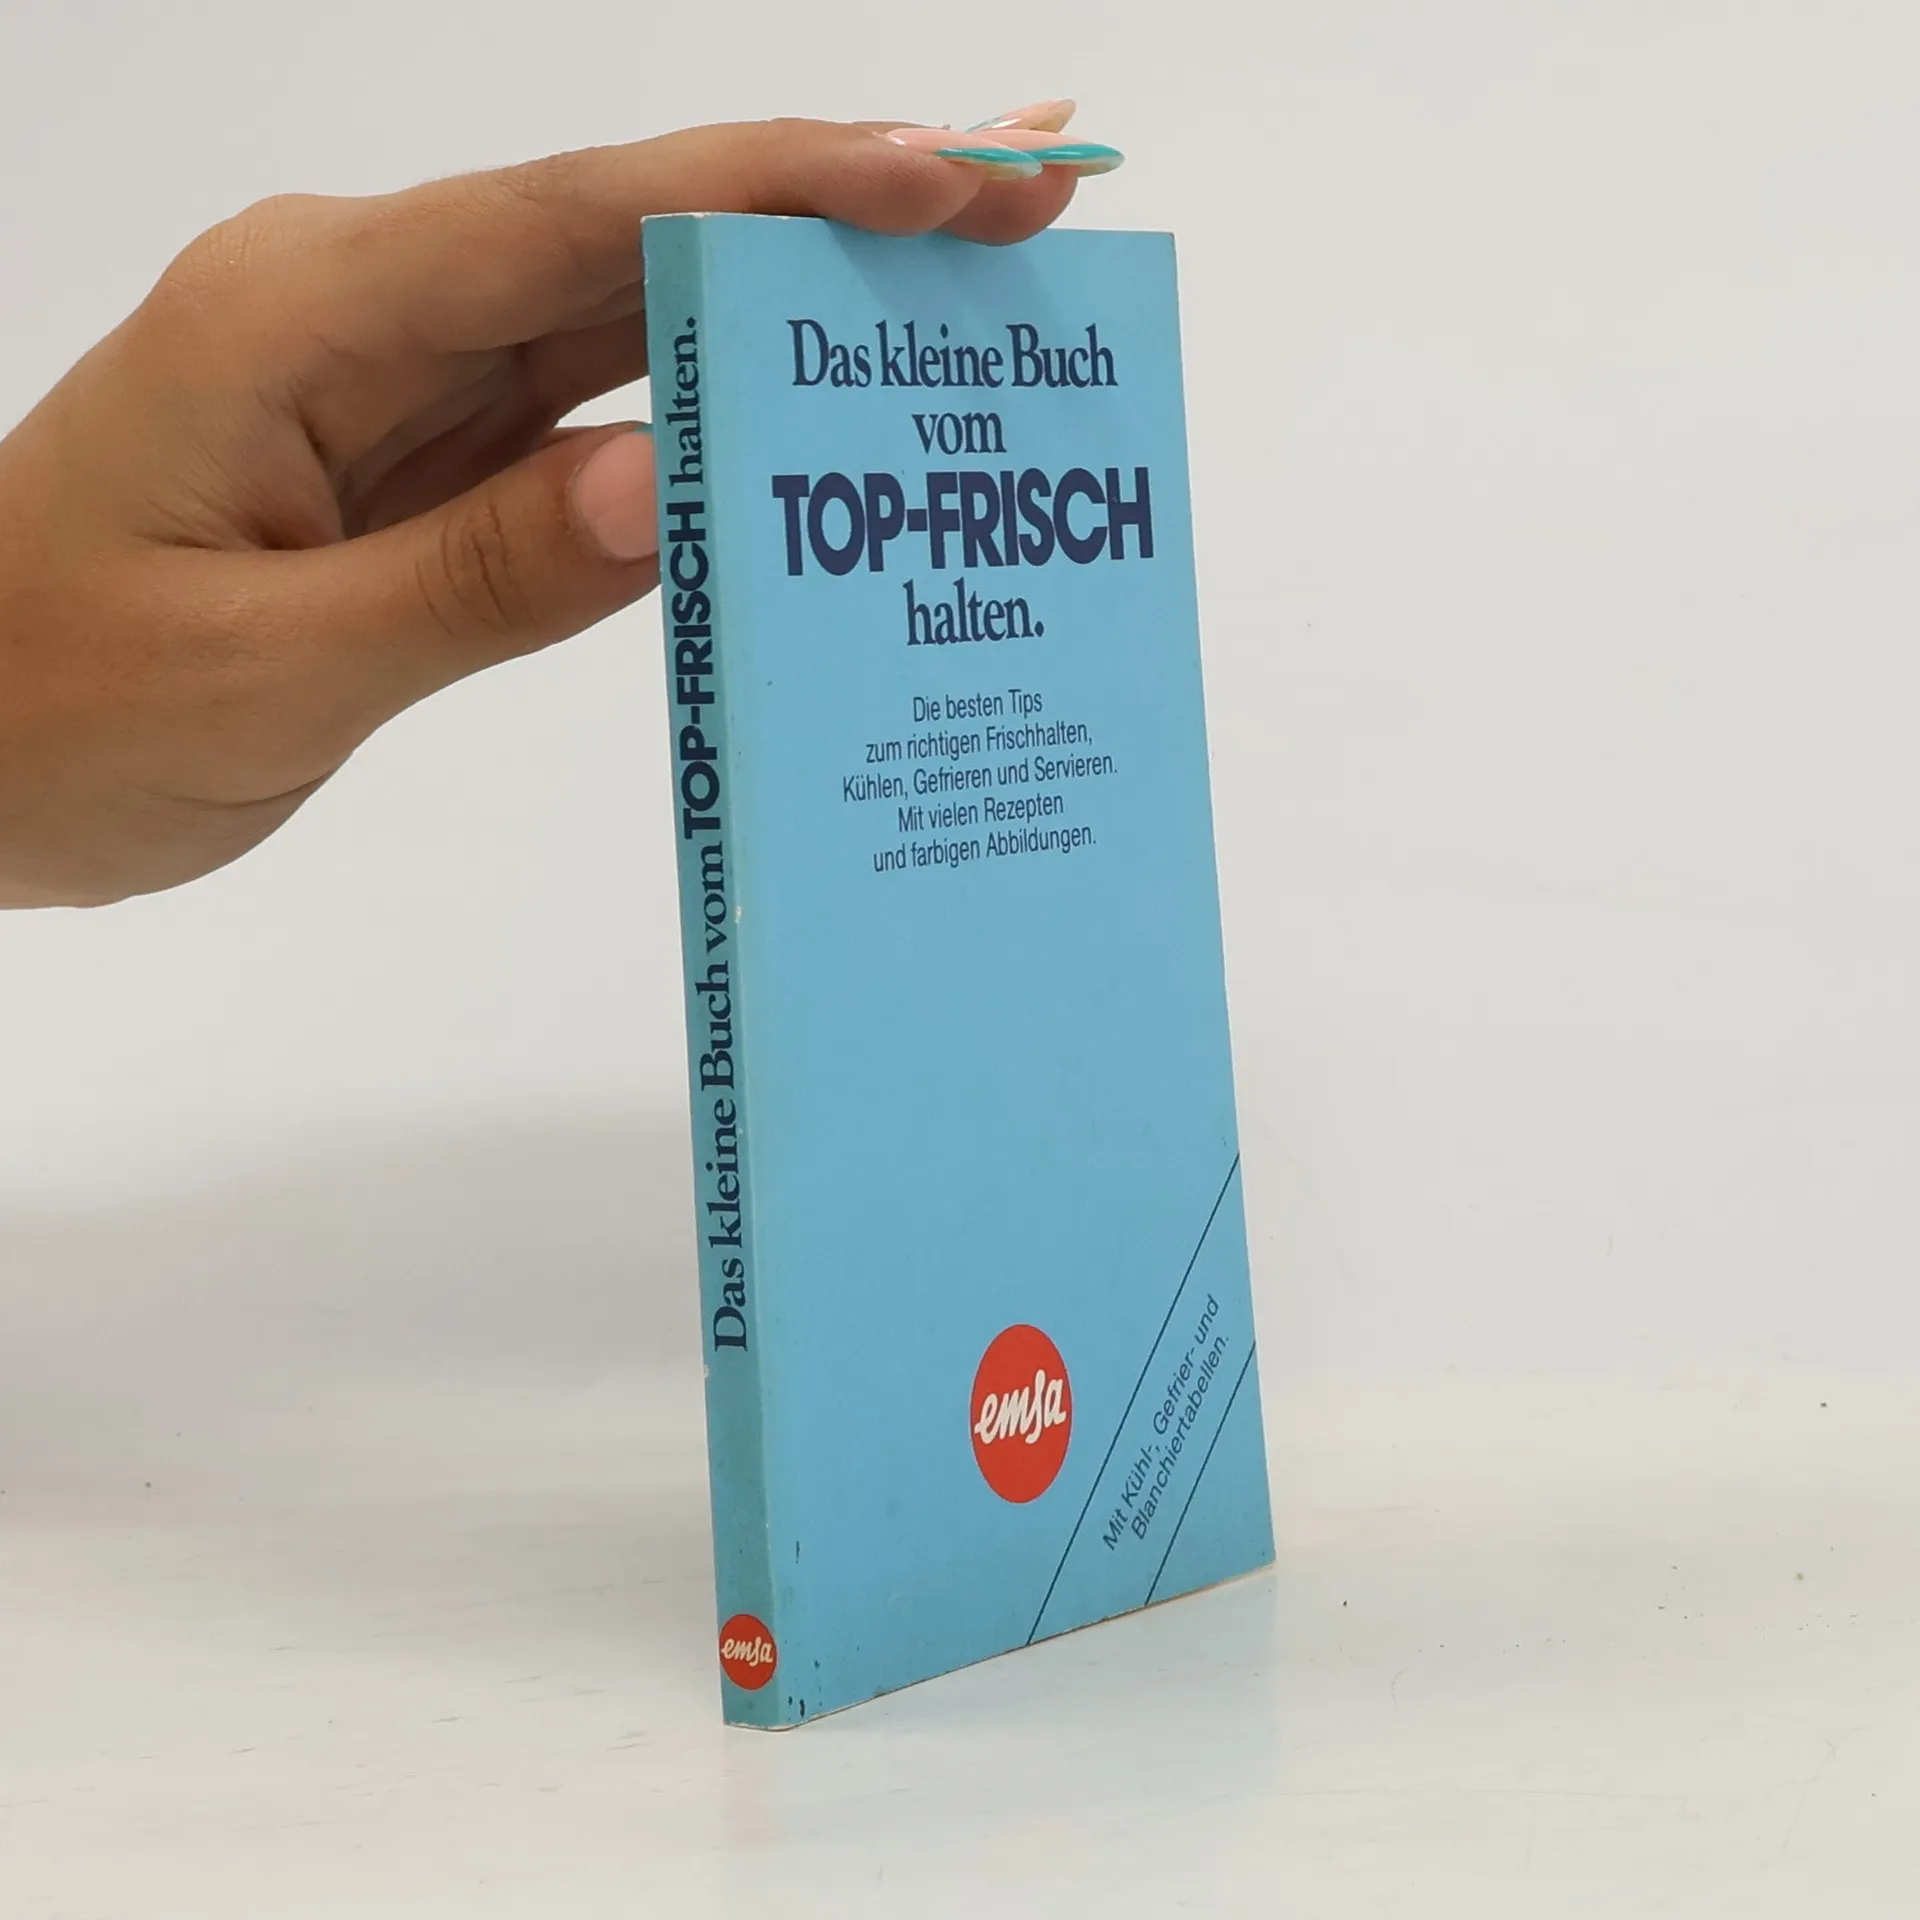 Das kleine Buch vom TOP-FRISCH halten.
emsa
Das kleine Buch
vom
TOP-FRISCH
halten.
Die besten Tips
zum richtigen Frischhalten,
Kühlen, Gefrieren und Servieren.
Mit vielen Rezepten
und farbigen Abbildungen.
emsa
Mit Kühl-, Gefrier- und
Blanchiertabellen.